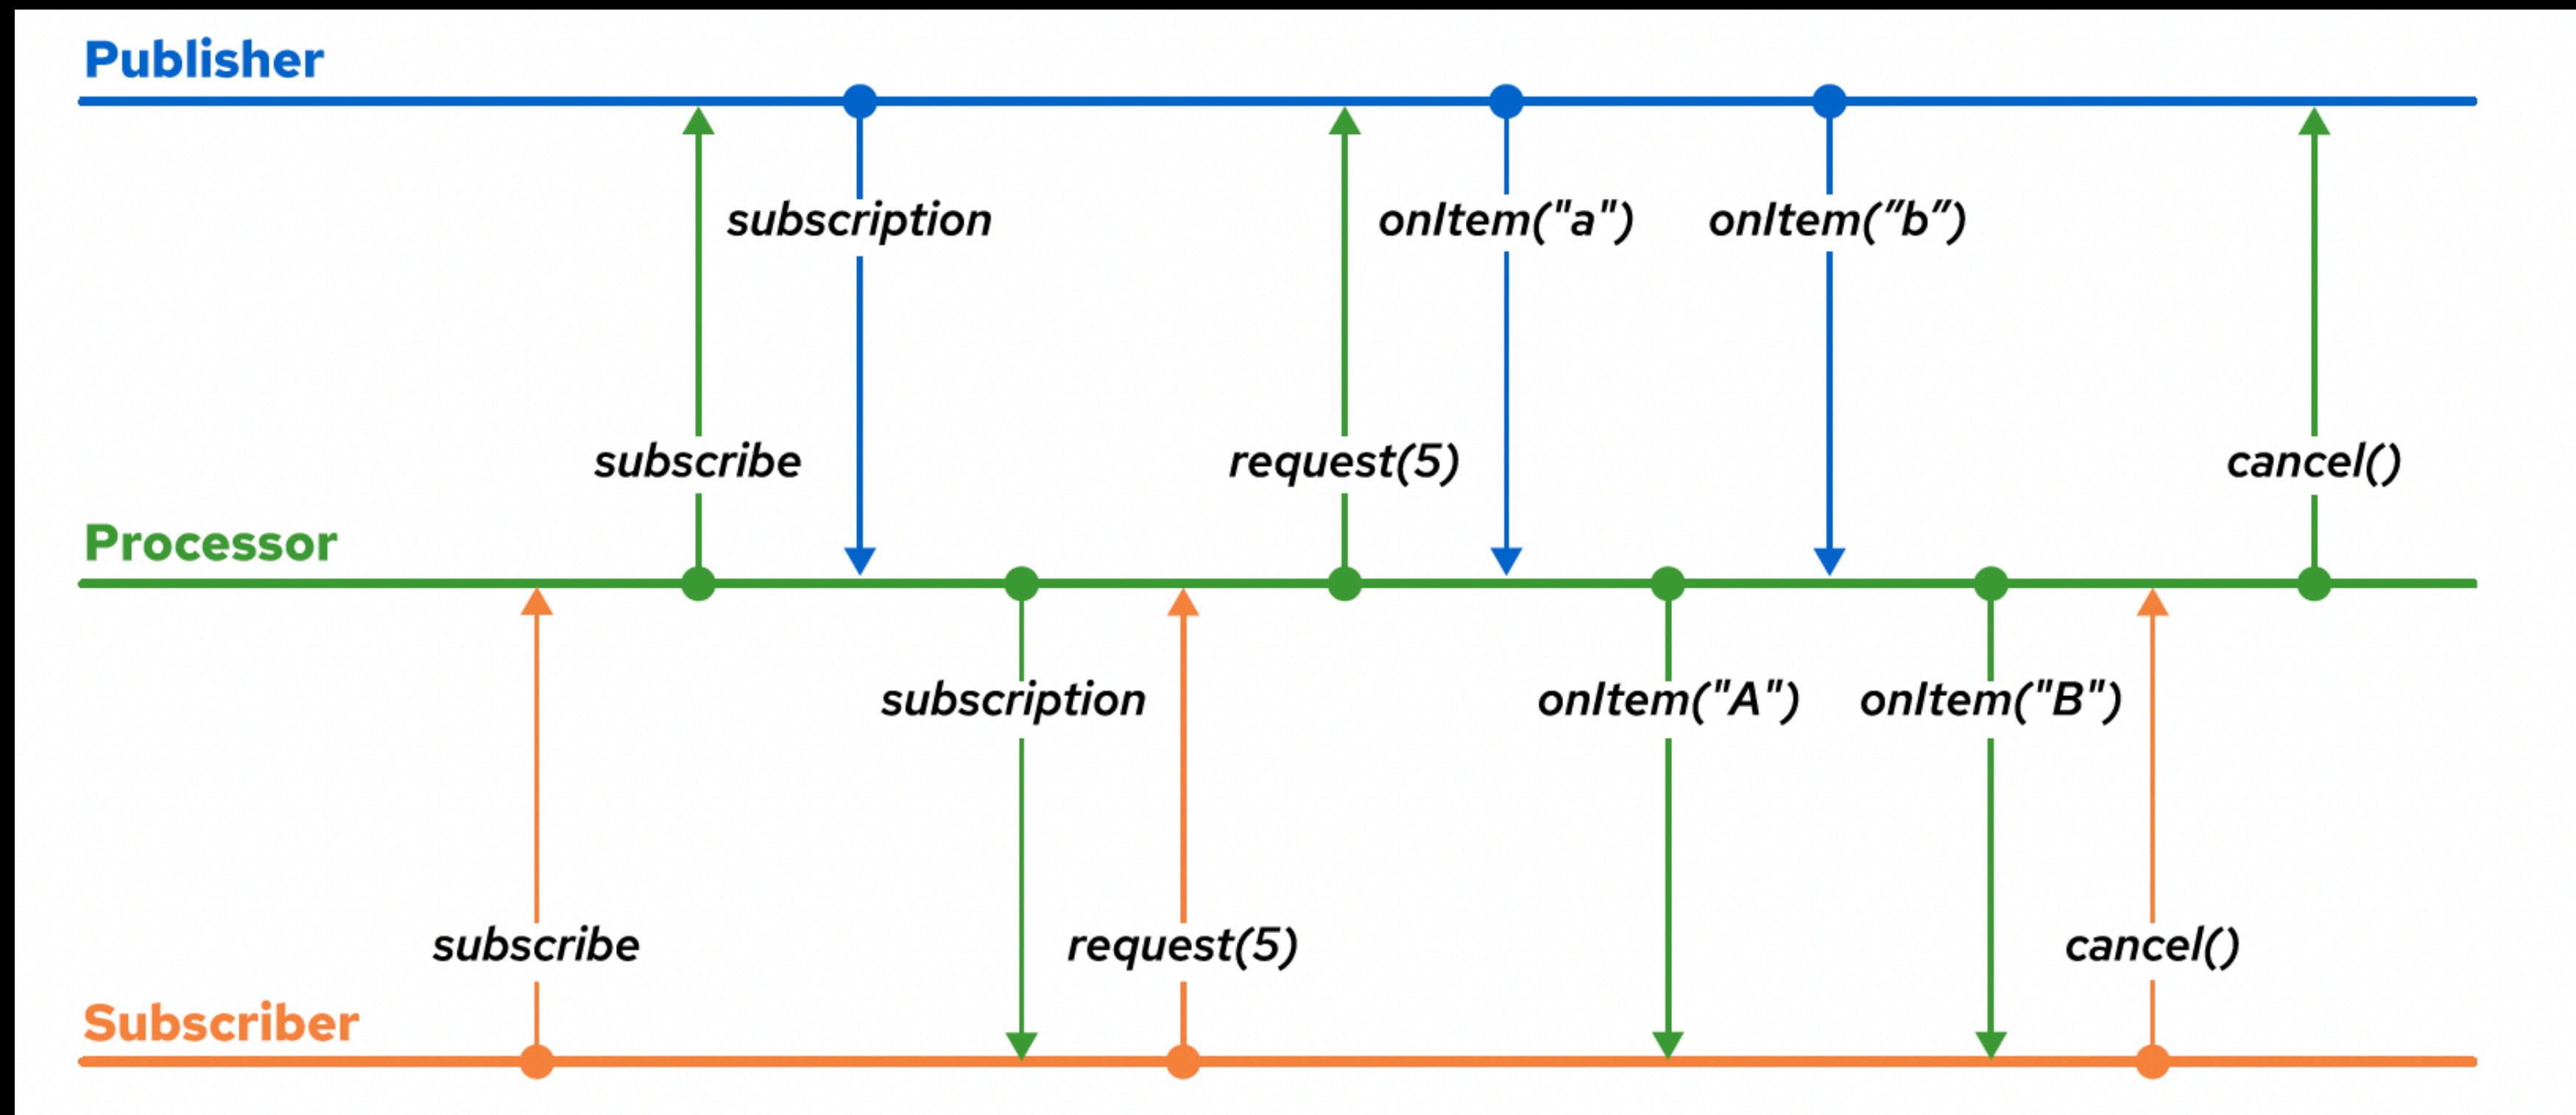 Publisher
subscription
onItem("a")
onItem("b")
subscribe
request(5)
cancel()
Processor
subscription
onItem("A")
onItem("B")
subscribe
request(5)
cancel()
Subscriber